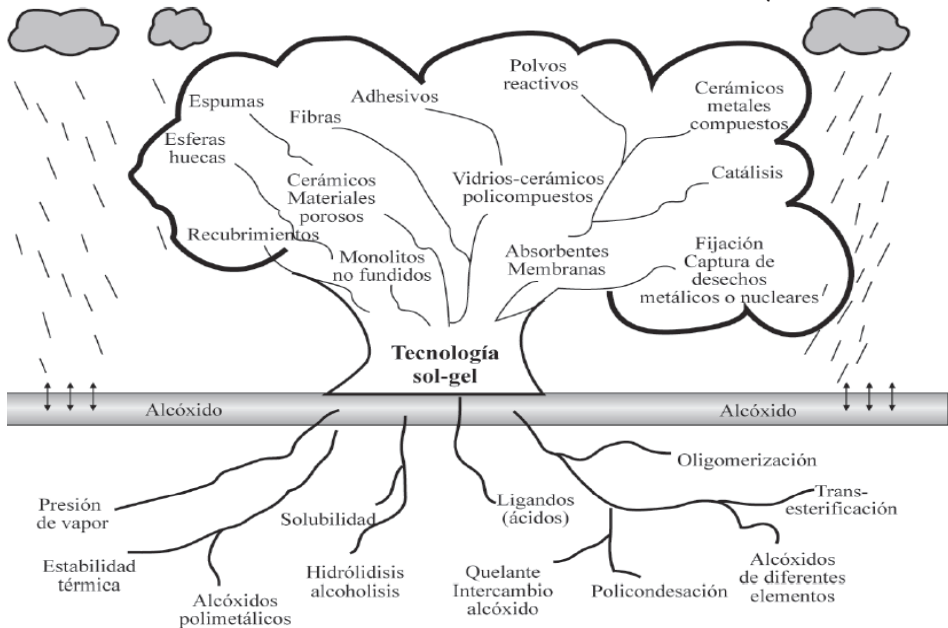 Polvos
reactivos
Cerámicos
metales
compuestos
Adhesivos
Espumas
Fibras
Esferas
huecas
Cerámicos
Materiales
porosos
Vidrios-cerámicos
policompuestos
Catálisis
Recubrimientos
Monolitos
no fundidos
Absorbentes
Membranas
Fijación
Captura de
desechos
metálicos o nucleares
Tecnología
sol-gel
Alcóxido
Alcóxido
Oligomerización
Presión
de vapor
Solubilidad
Ligandos
(ácidos)
Trans-
esterificación
Estabilidad
térmica
Alcóxidos
polimetálicos
Hidrólidisis
alcoholisis
Quelante
Intercambio
alcóxido
Policondesación
Alcóxidos
de diferentes
elementos